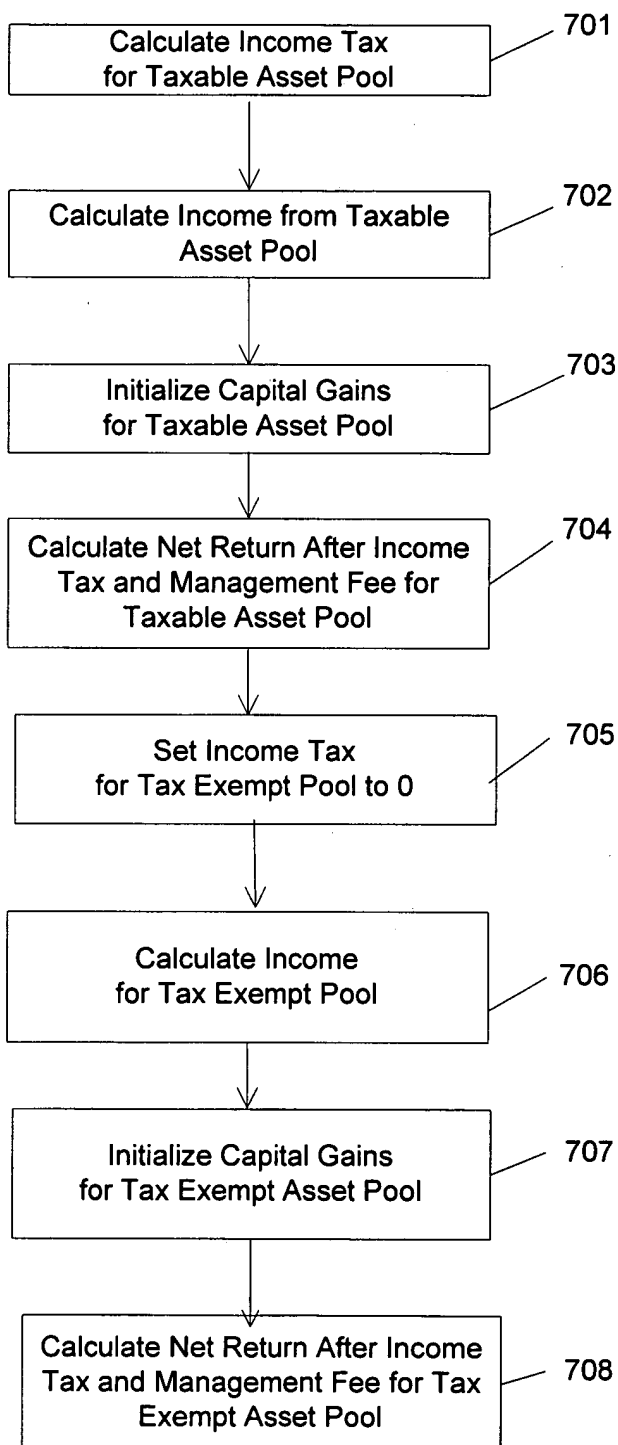 701
Calculate Income Tax
for Taxable Asset Pool
702
Calculate Income from Taxable
Asset Pool
703
Initialize Capital Gains
for Taxable Asset Pool
704
Calculate Net Return After Income
Tax and Management Fee for
Taxable Asset Pool
705
Set Income Tax
for Tax Exempt Pool to 0
Calculate Income
for Tax Exempt Pool
706
Initialize Capital Gains
for Tax Exempt Asset Pool
707
Calculate Net Return After Income
Tax and Management Fee for Tax
Exempt Asset Pool
708